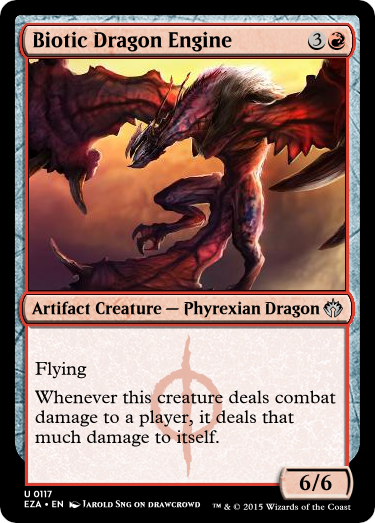 Biotic Dragon Engine 3
Artifact Creature — Phyrexian Dragon
Flying
Whenever this creature deals combat
damage to a player, it deals that
much damage to itself.
6/6
U 0117
EZA • EN Jarold Sng on drawcrowd
™ & © 2015 Wizards of the Coast